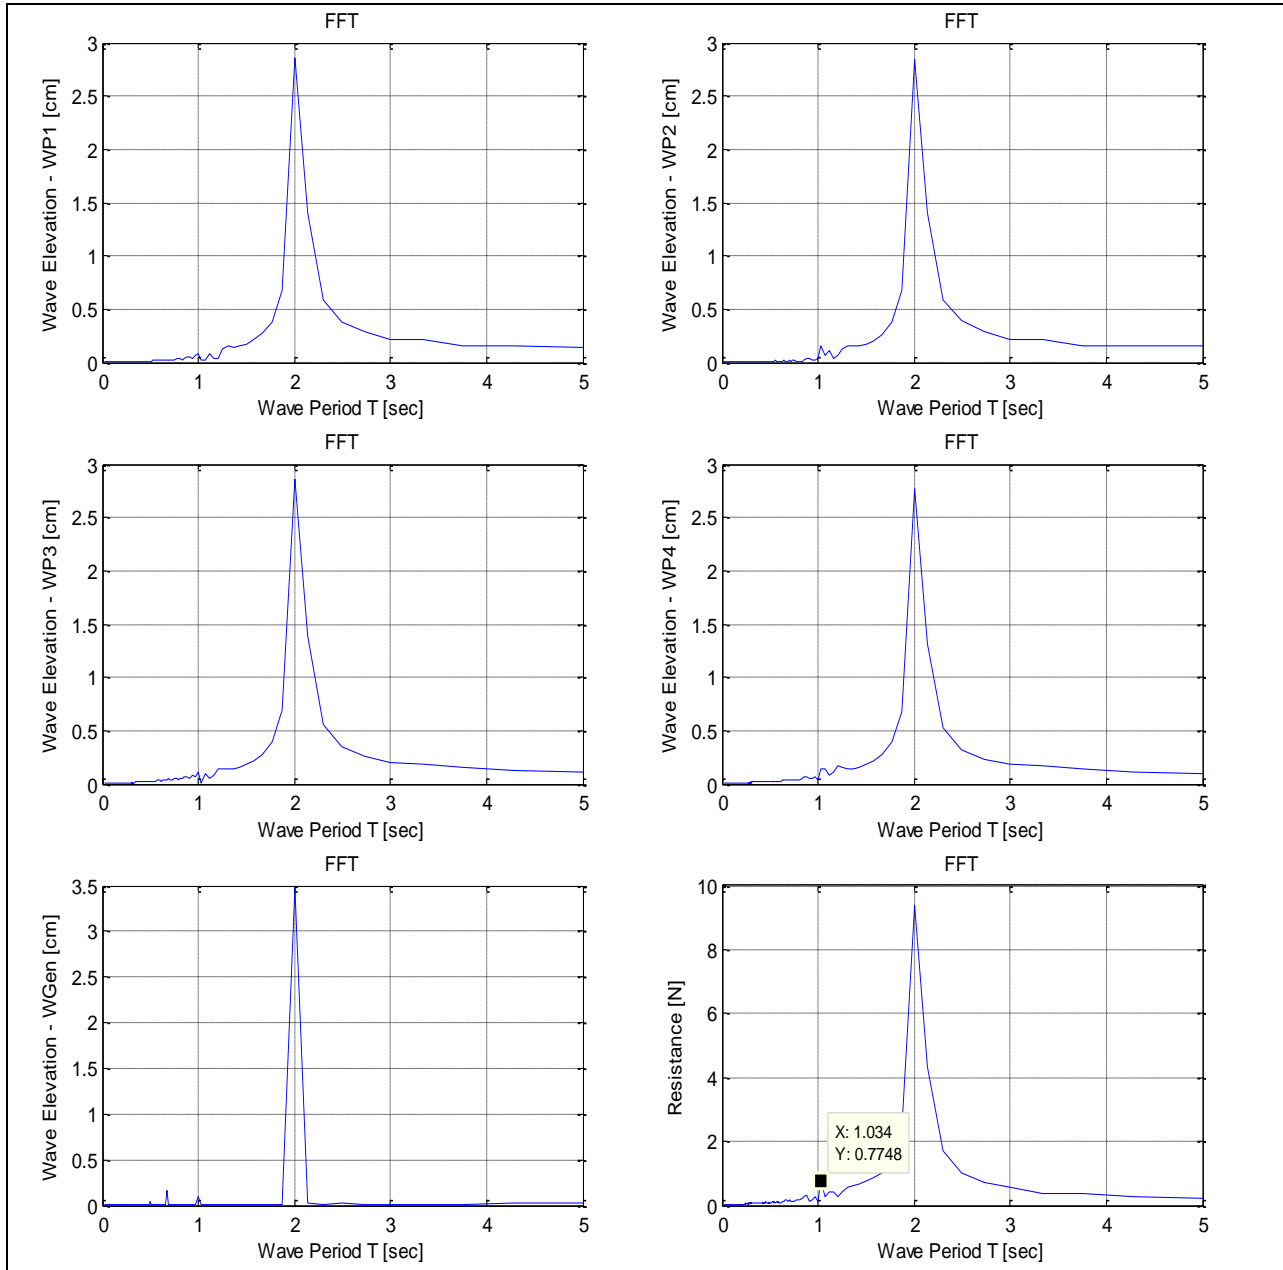 FFT
Wave Elevation - WP1 [cm]
3
2.5
2
1.5
1
0.5
0
0 1 2 3 4 5
Wave Period T [sec]
FFT
Wave Elevation - WP2 [cm]
3
2.5
2
1.5
1
0.5
0
0 1 2 3 4 5
Wave Period T [sec]
FFT
Wave Elevation - WP3 [cm]
3
2.5
2
1.5
1
0.5
0
0 1 2 3 4 5
Wave Period T [sec]
FFT
Wave Elevation - WP4 [cm]
3
2.5
2
1.5
1
0.5
0
0 1 2 3 4 5
Wave Period T [sec]
FFT
Wave Elevation - WGen [cm]
3.5
3
2.5
2
1.5
1
0.5
0
0 1 2 3 4 5
Wave Period T [sec]
FFT
Resistance [N]
10
8
6
4
2
0
X: 1.034
Y: 0.7748
0 1 2 3 4 5
Wave Period T [sec]